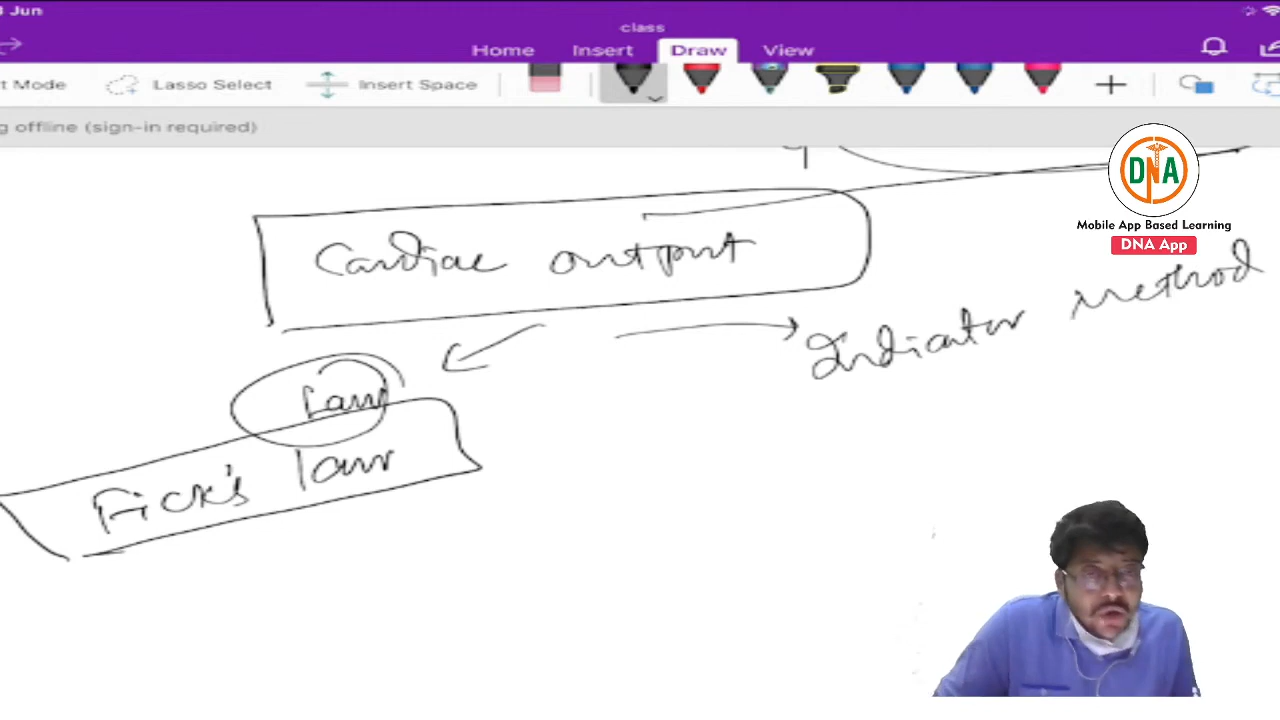 Jun
class
Home Insert Draw View
Mode Lasso Select Insert Space
offline (sign-in required)
DNA
Mobile App Based Learning
DNA App
Cardiac output
Indicator Method
Law
Fick's law